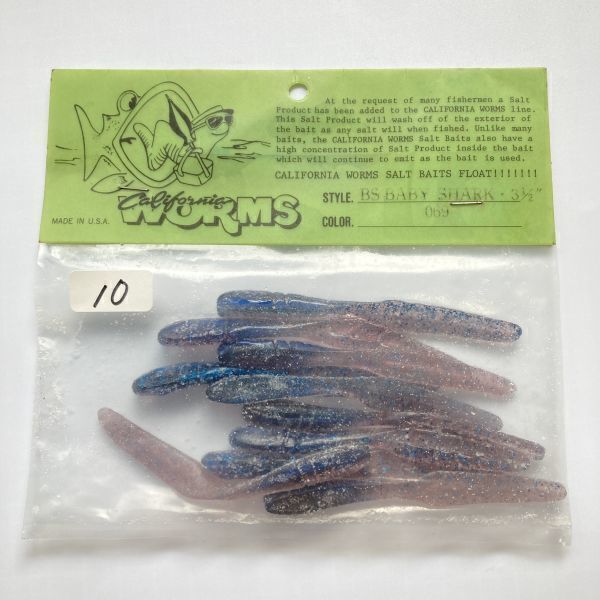 At the request of many fishermen a Salt
Product has been added to the CALIFORNIA WORMS line.
This Salt Product will wash off of the exterior of
the bait as any salt will when fished. Unlike many
baits, the CALIFORNIA WORMS Salt Baits also have a
high concentration of Salt Product inside the bait
which will continue to emit as the bait is used.
CALIFORNIA WORMS SALT BAITS FLOAT!!!!!!!
California
WORMS
MADE IN U.S.A.
STYLE. BS BABY SHARK - 3½"
COLOR. 069
10